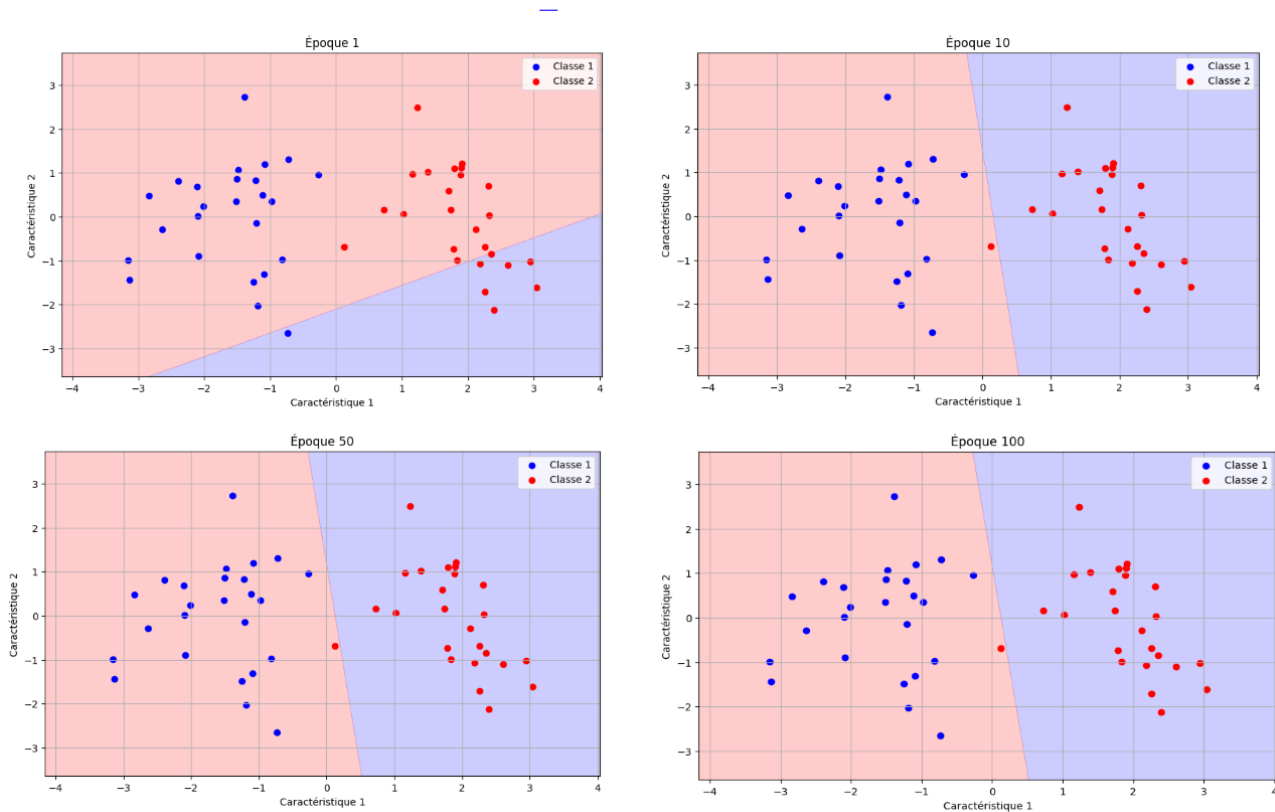 Époque 1
Classe 1
Classe 2
3
2
1
0
−1
−2
−3
Caractéristique 2
−4 −3 −2 −1 0 1 2 3 4
Caractéristique 1
Époque 10
Classe 1
Classe 2
3
2
1
0
−1
−2
−3
Caractéristique 2
−4 −3 −2 −1 0 1 2 3 4
Caractéristique 1
Époque 50
Classe 1
Classe 2
3
2
1
0
−1
−2
−3
Caractéristique 2
−4 −3 −2 −1 0 1 2 3 4
Caractéristique 1
Époque 100
Classe 1
Classe 2
3
2
1
0
−1
−2
−3
Caractéristique 2
−4 −3 −2 −1 0 1 2 3 4
Caractéristique 1